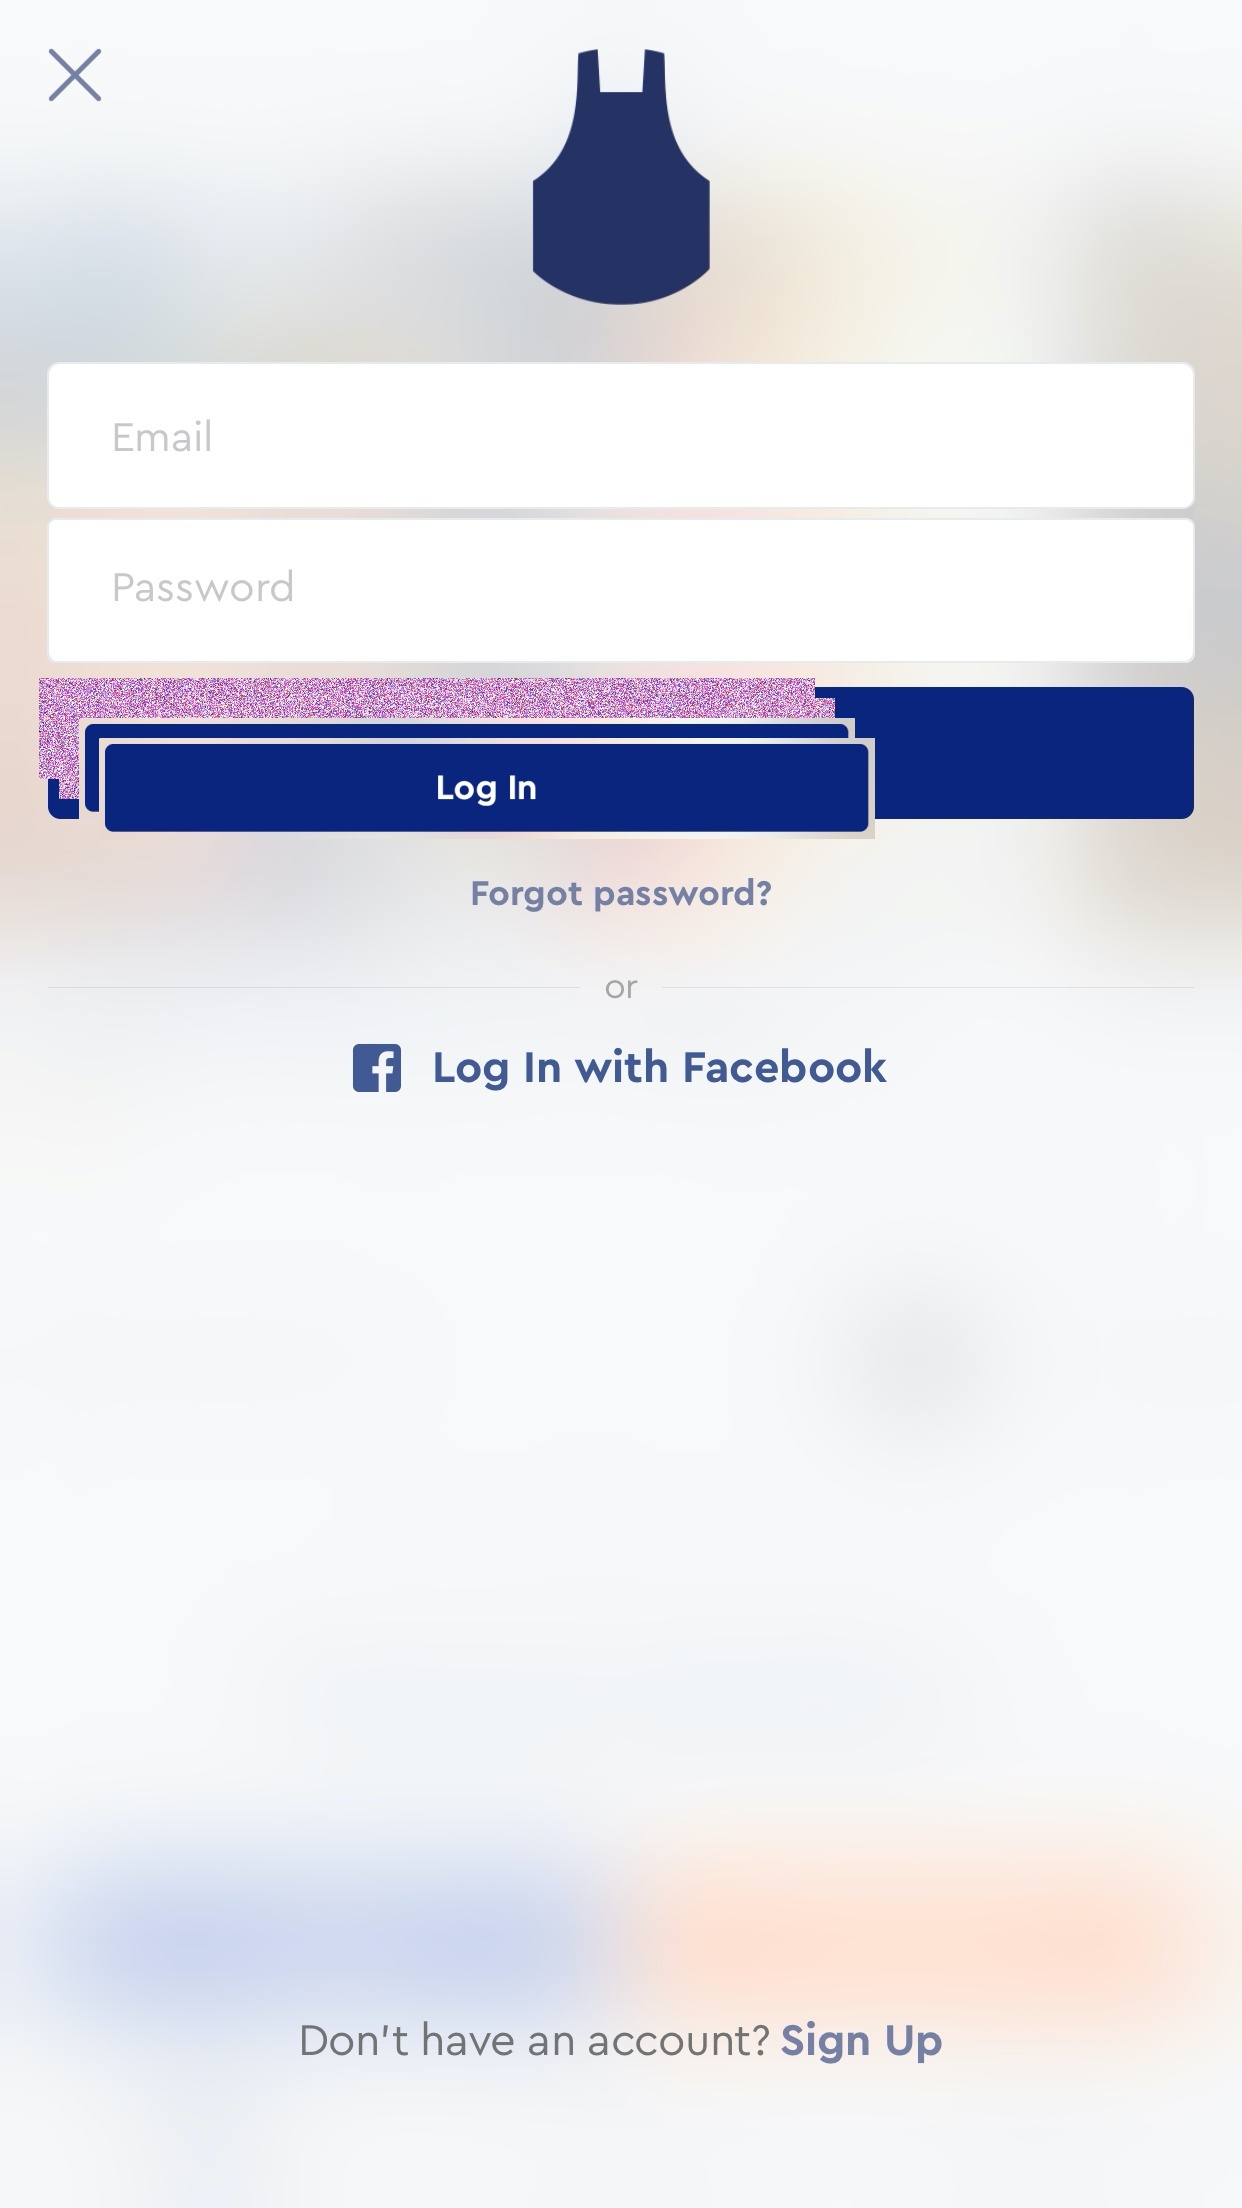 Email
Password
Log In
Forgot password?
or
Log In with Facebook
Don't have an account? Sign Up